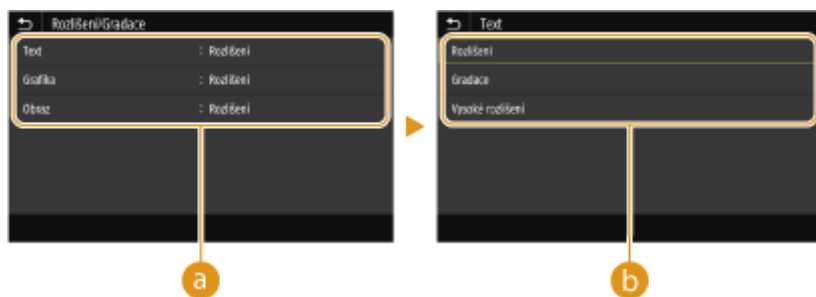 Rozlišení/Gradace
Text : Rozlišení
Grafika : Rozlišení
Obraz : Rozlišení
a
Text
Rozlišení
Gradace
Vysoké rozlišení
b